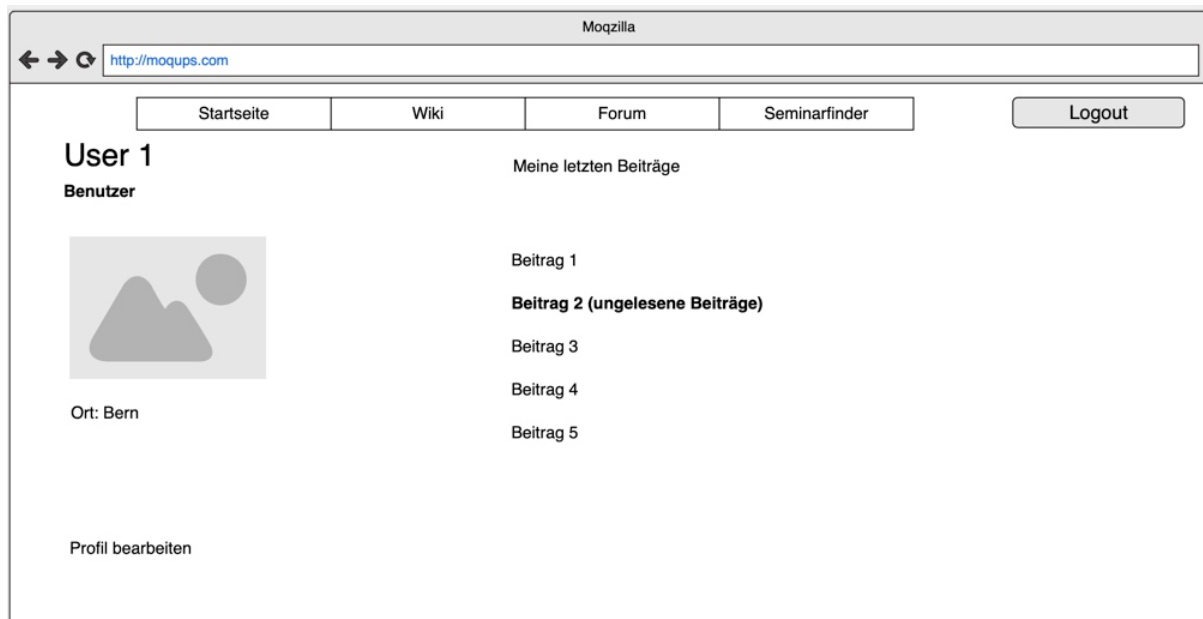 Moqzilla
http://moqups.com
Startseite Wiki Forum Seminarfinder Logout
User 1
Benutzer
Ort: Bern
Profil bearbeiten
Meine letzten Beiträge
Beitrag 1
Beitrag 2 (ungelesene Beiträge)
Beitrag 3
Beitrag 4
Beitrag 5